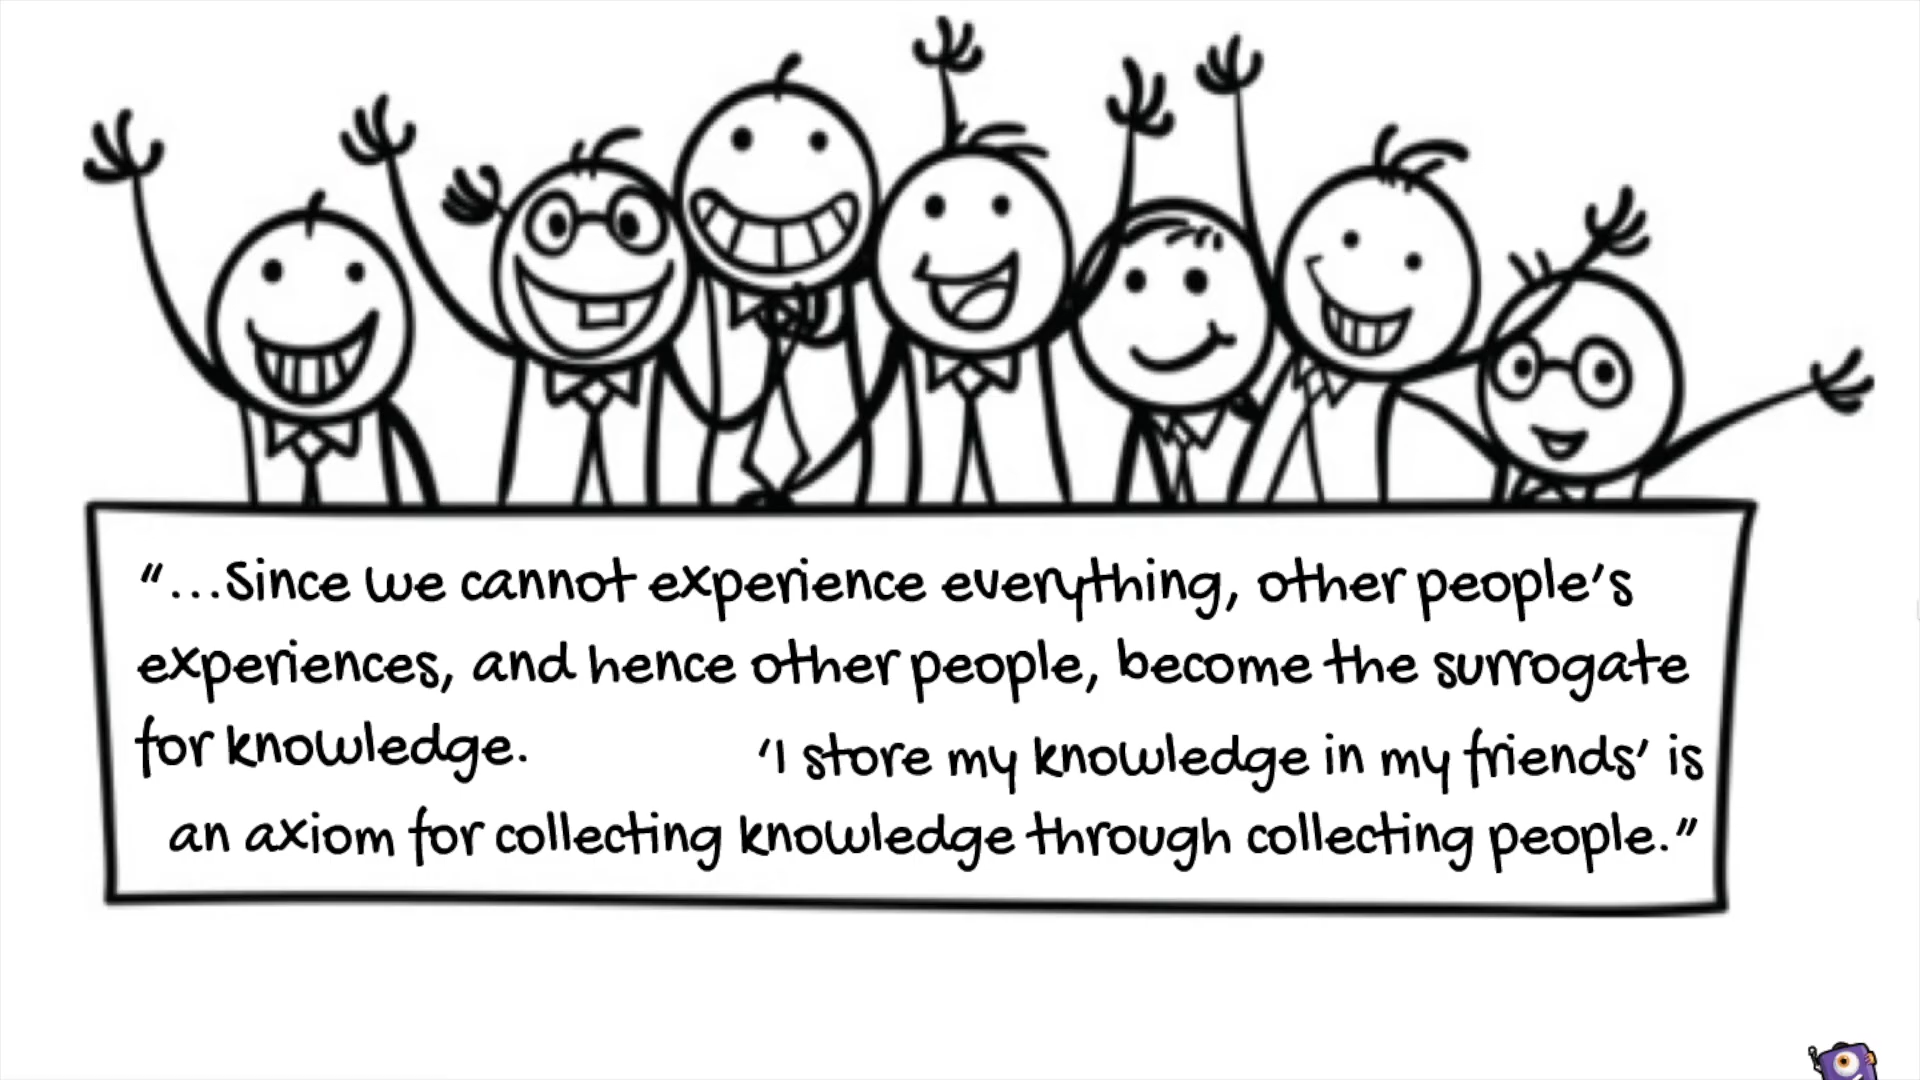 “...Since we cannot experience everything, other people's
experiences, and hence other people, become the surrogate
for knowledge. ‘I store my knowledge in my friends’ is
an axiom for collecting knowledge through collecting people.”